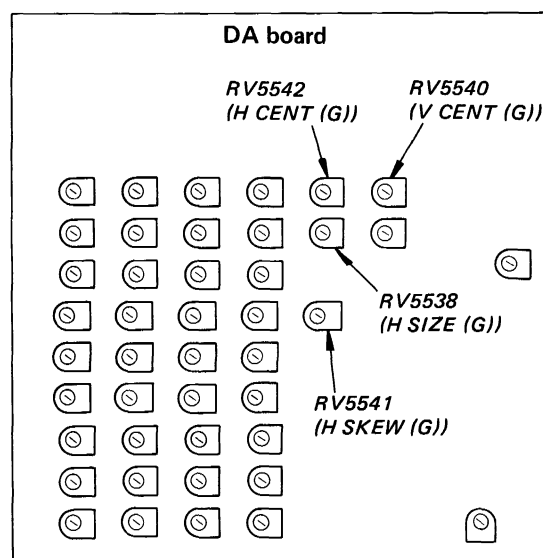 DA board
RV5542
(H CENT (G))
RV5540
(V CENT (G))
RV5538
(H SIZE (G))
RV5541
(H SKEW (G))